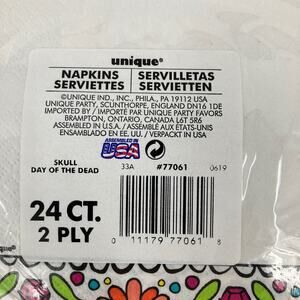 unique®
NAPKINS SERVILLETAS
SERVIETTES SERVIETTEN
©UNIQUE IND., INC., PHILA., PA 19112 USA
UNIQUE PARTY, SCUNTHORPE, ENGLAND DN16 1DE
IMPORTED BY / IMPORTÉ PAR UNIQUE PARTY FAVORS
BRAMPTON, ONTARIO, CANADA L6T 5R6
ASSEMBLED IN U.S.A. / ASSEMBLÉ AUX ÉTATS-UNIS
ENSAMBLADO EN EE. UU. / VERPACKT IN USA
ASSEMBLED IN
USA
SKULL
DAY OF THE DEAD
33A #77061 0619
24 CT.
2 PLY
0 11179 77061 8
unique®